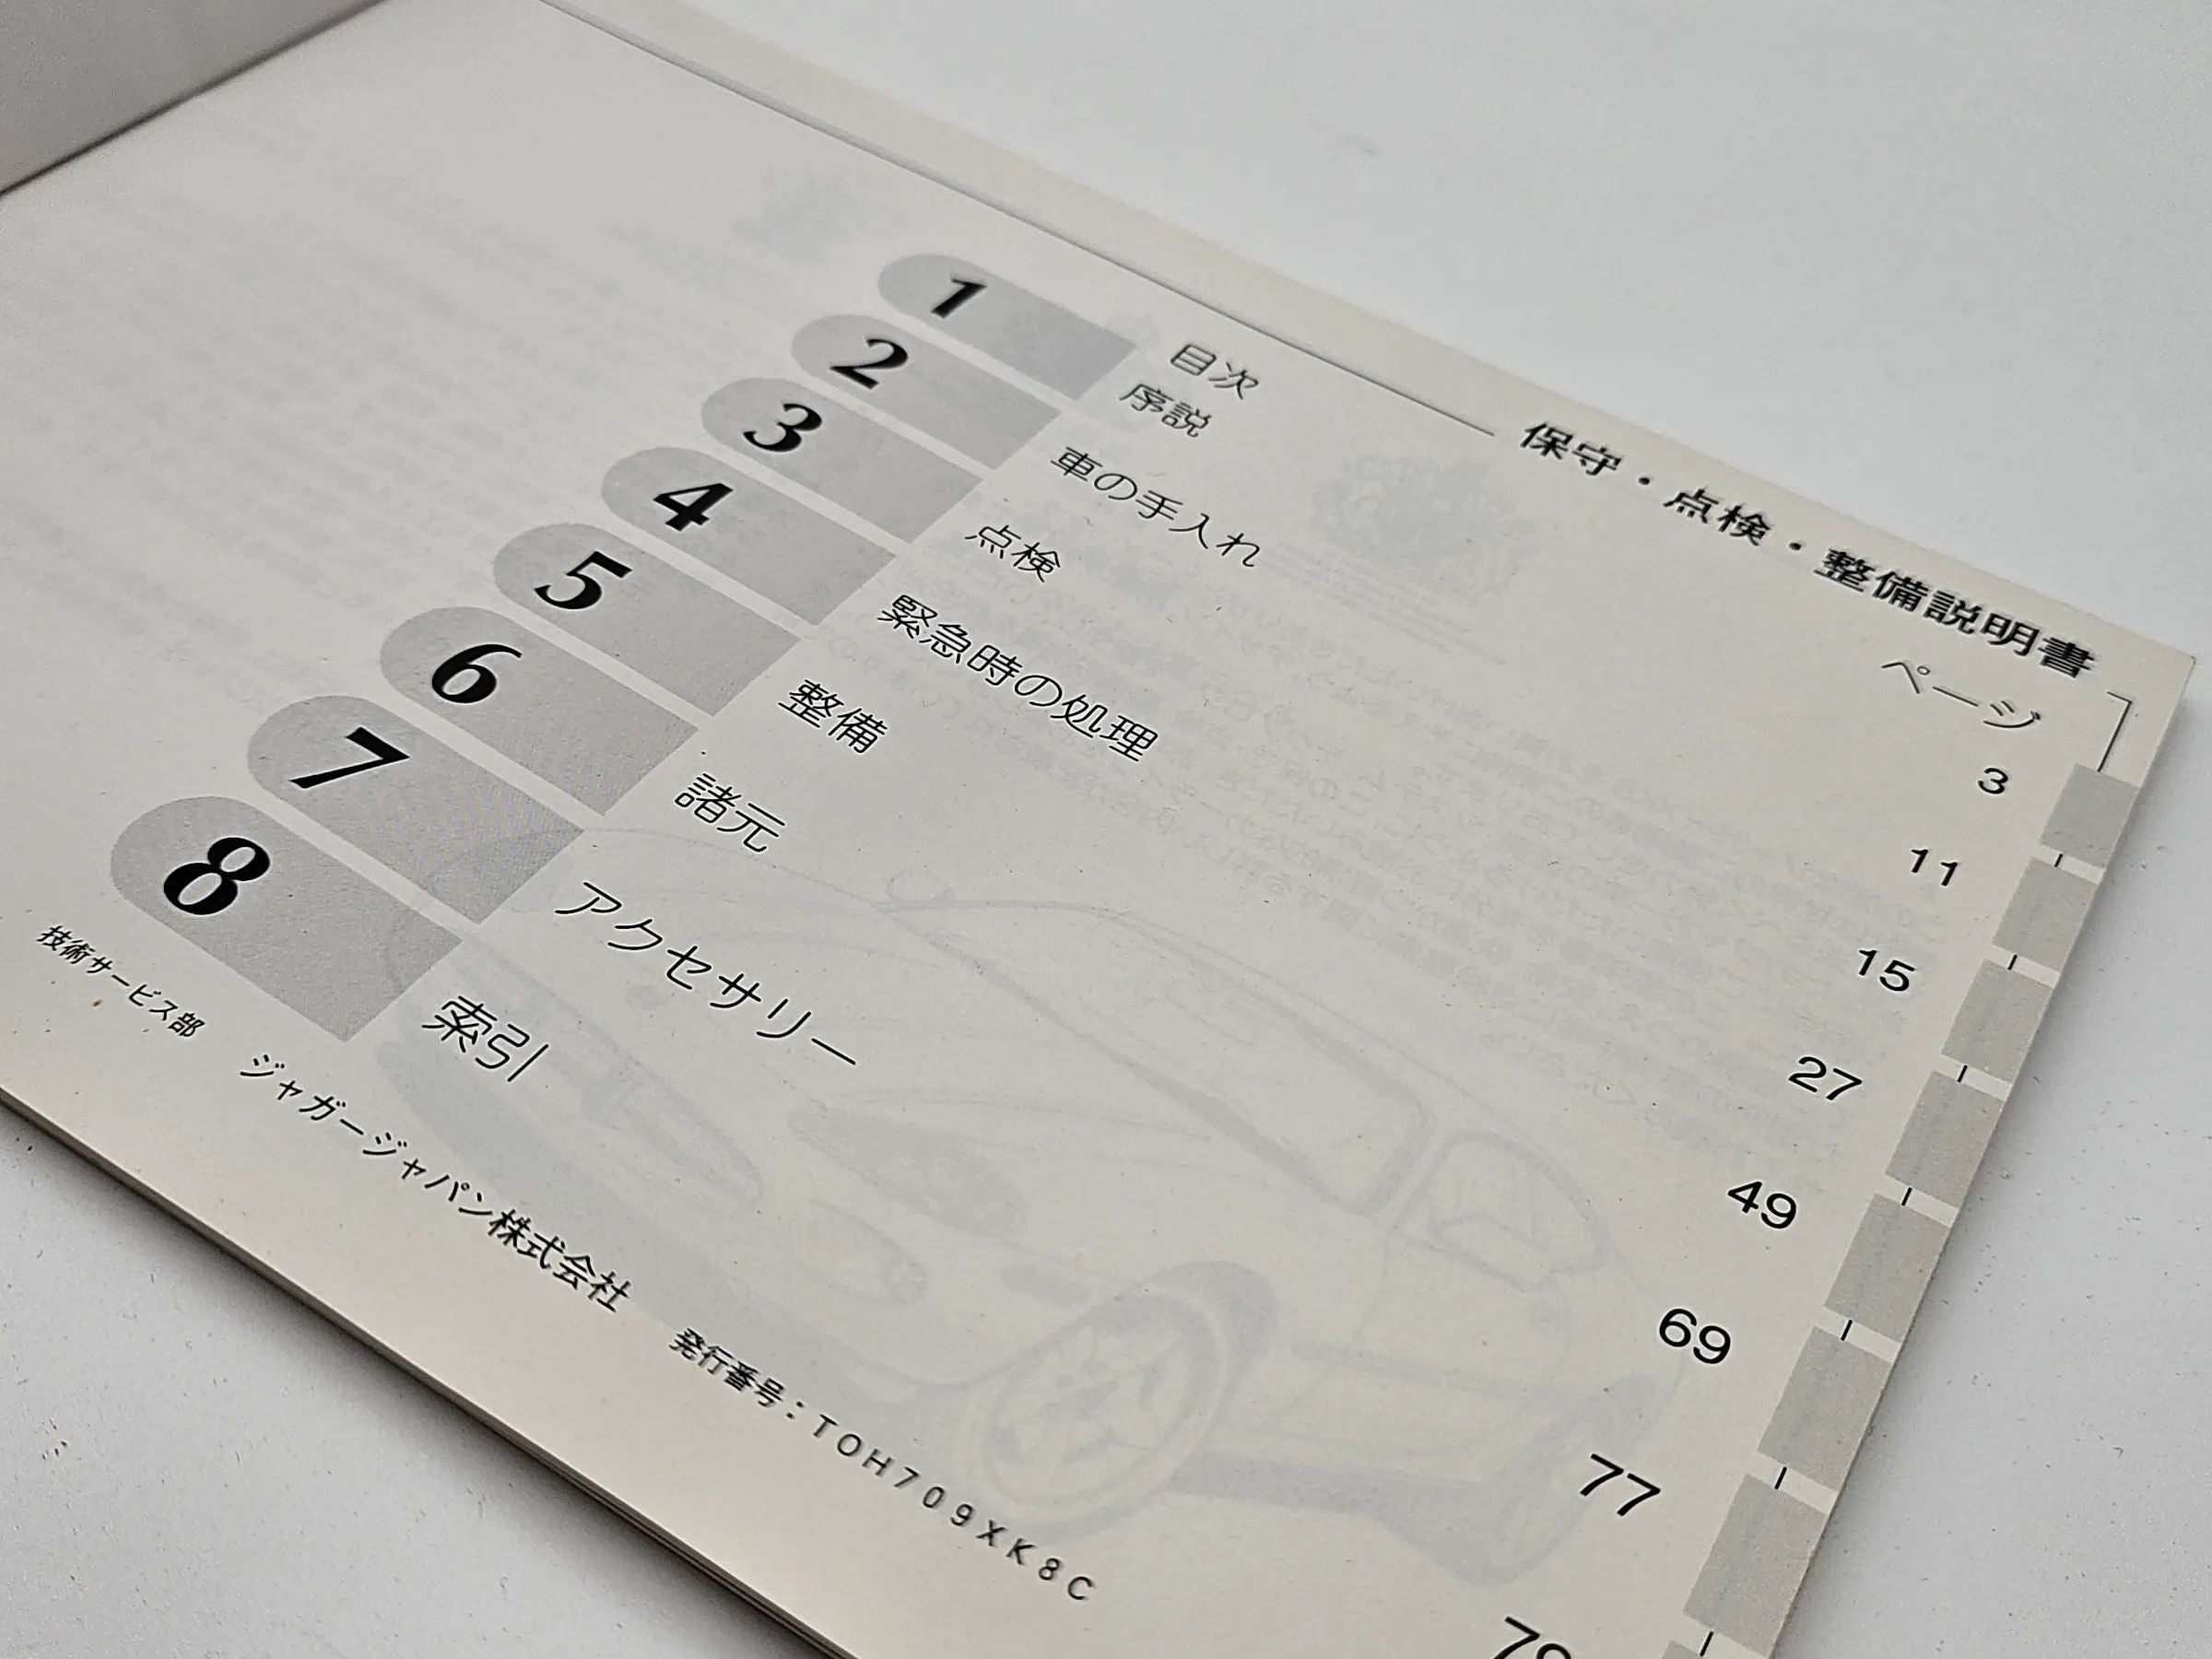 保守・点検・整備説明書
目次 ページ
1 序説 3
2 車の手入れ 11
3 点検 15
4 緊急時の処理 27
5 整備 49
6 諸元 69
7 アクセサリー 77
8 索引
技術サービス部 ジャガージャパン株式会社 発行番号：TOH709XK8C